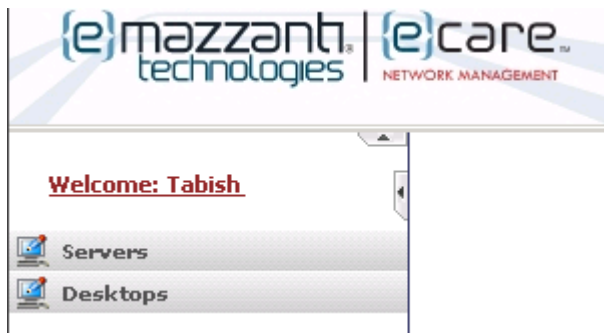 {e}mazzanti® {e}care™
technologies NETWORK MANAGEMENT
Welcome: Tabish
Servers
Desktops